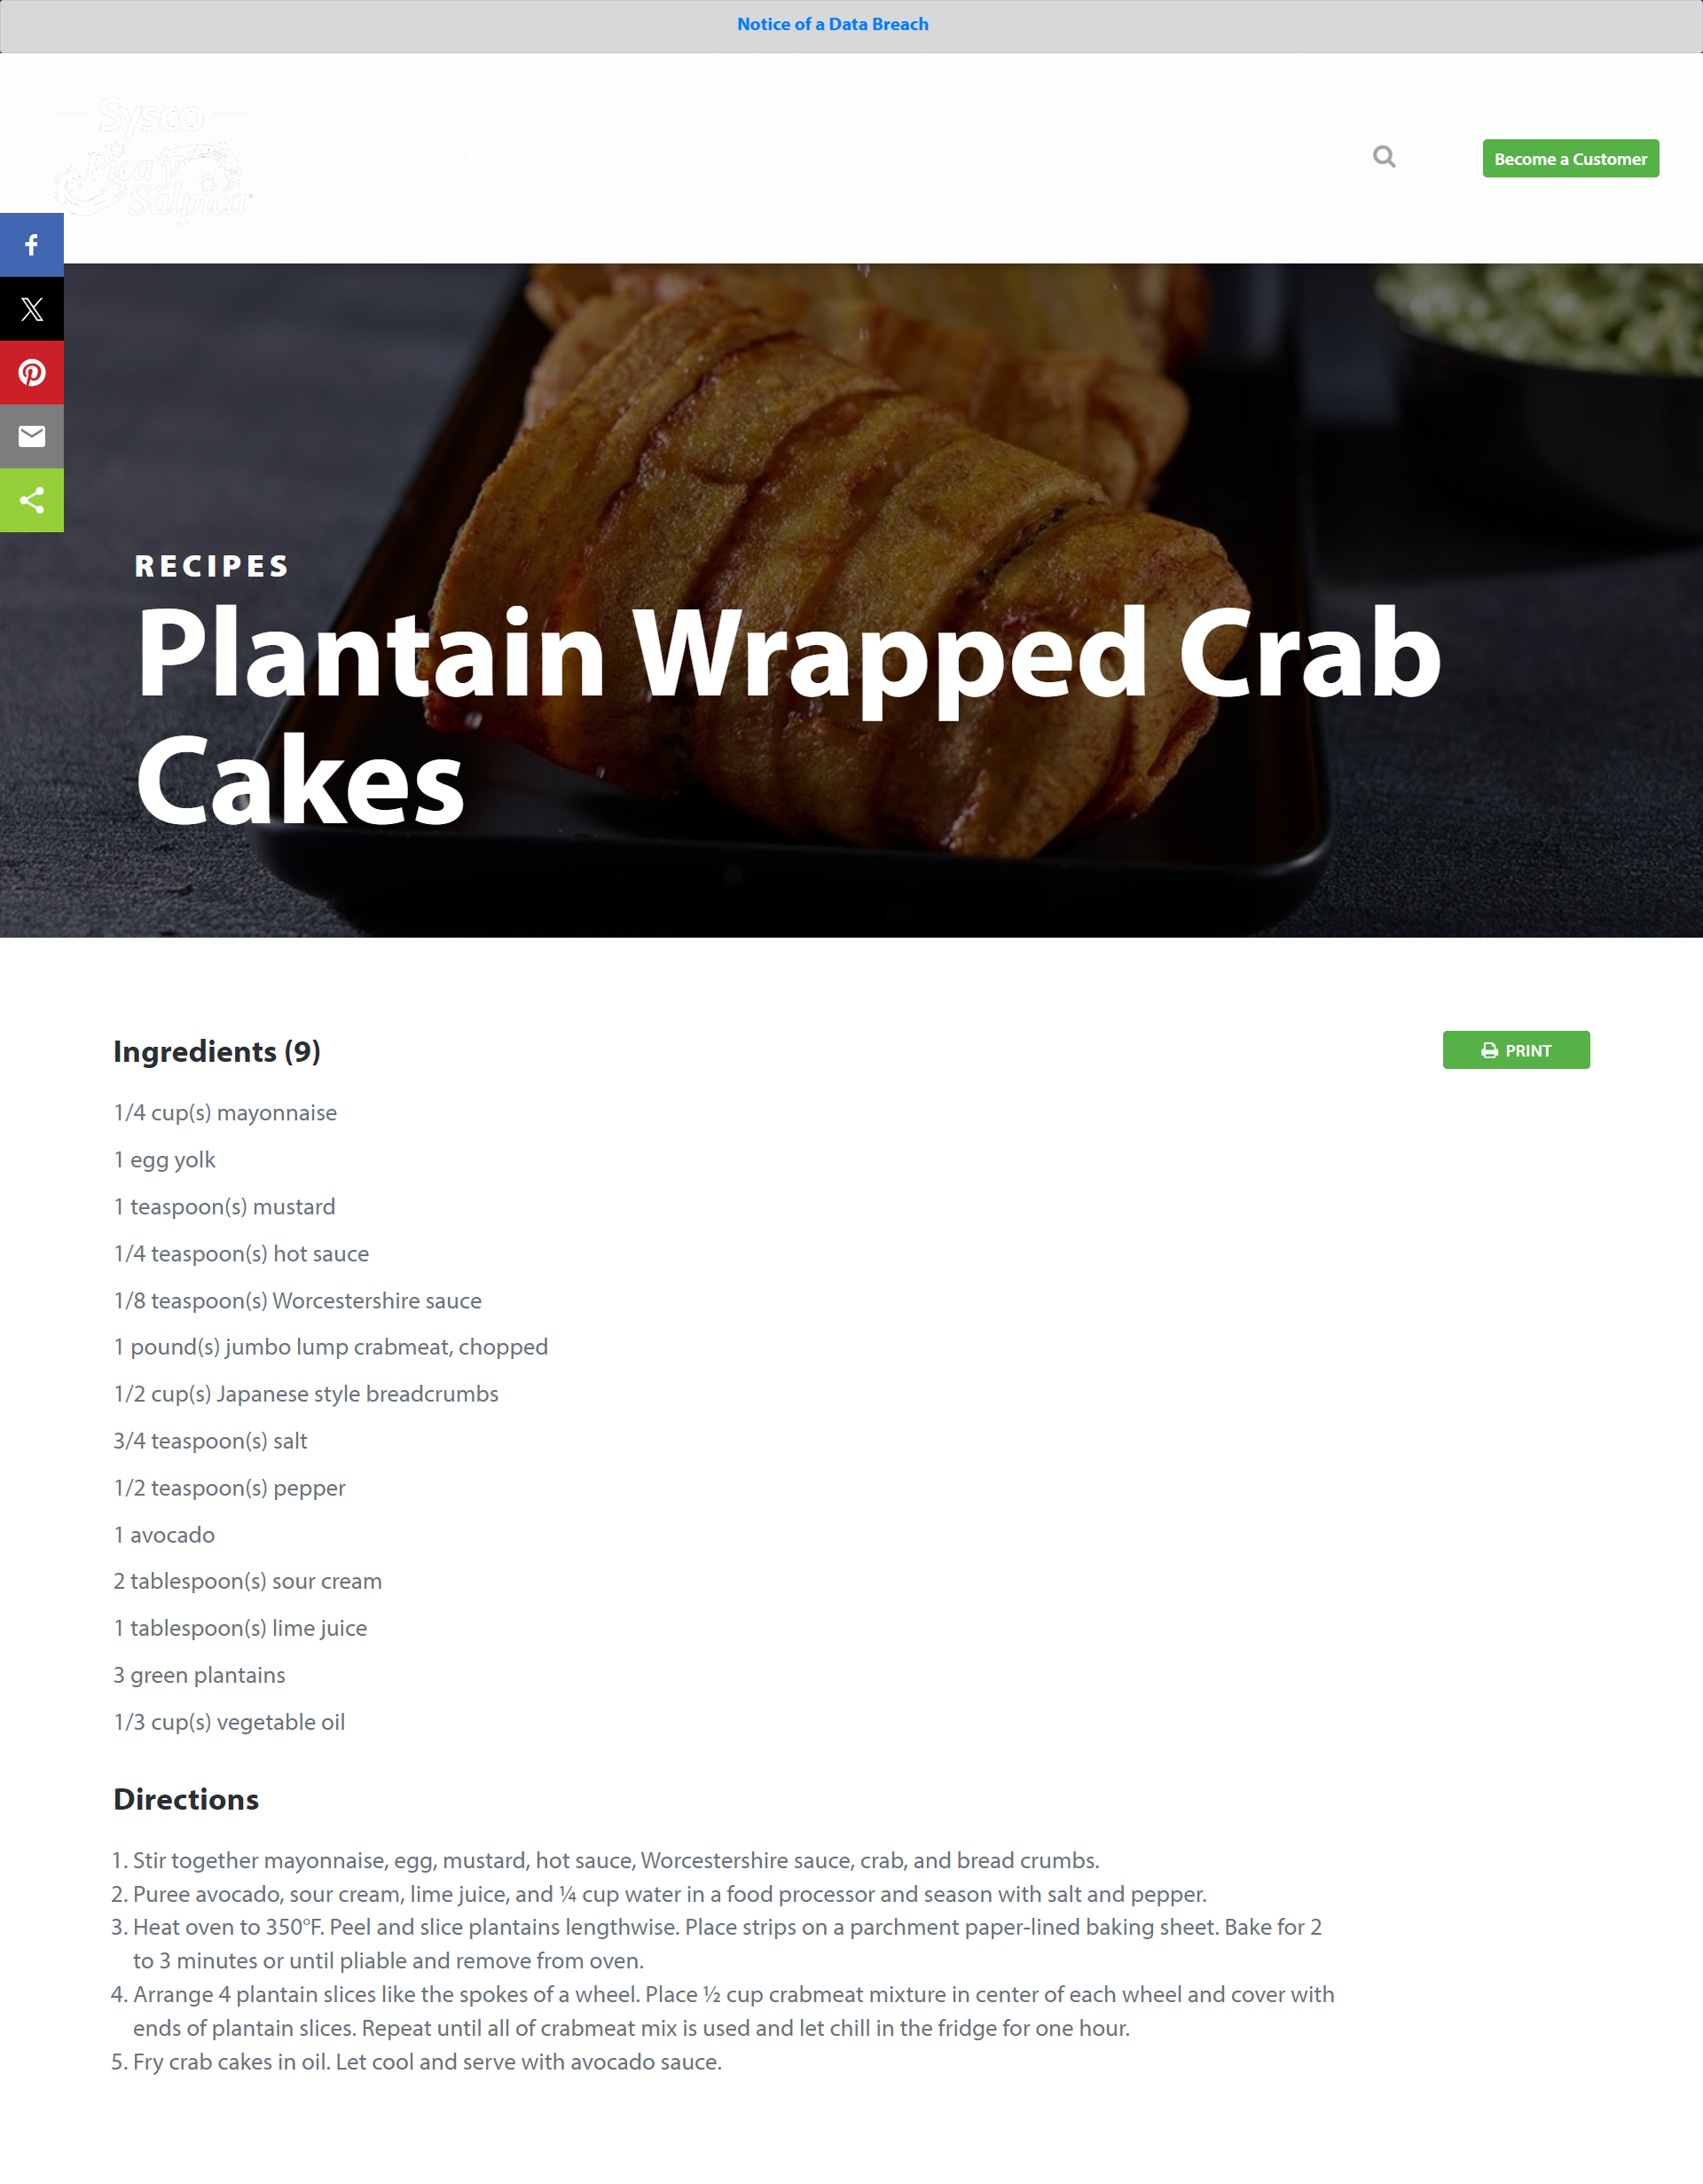 Notice of a Data Breach
Sysco
Pica y
Salpica
Become a Customer
RECIPES
Plantain Wrapped Crab
Cakes
Ingredients (9)
PRINT
1/4 cup(s) mayonnaise
1 egg yolk
1 teaspoon(s) mustard
1/4 teaspoon(s) hot sauce
1/8 teaspoon(s) Worcestershire sauce
1 pound(s) jumbo lump crabmeat, chopped
1/2 cup(s) Japanese style breadcrumbs
3/4 teaspoon(s) salt
1/2 teaspoon(s) pepper
1 avocado
2 tablespoon(s) sour cream
1 tablespoon(s) lime juice
3 green plantains
1/3 cup(s) vegetable oil
Directions
1. Stir together mayonnaise, egg, mustard, hot sauce, Worcestershire sauce, crab, and bread crumbs.
2. Puree avocado, sour cream, lime juice, and ¼ cup water in a food processor and season with salt and pepper.
3. Heat oven to 350°F. Peel and slice plantains lengthwise. Place strips on a parchment paper-lined baking sheet. Bake for 2
to 3 minutes or until pliable and remove from oven.
4. Arrange 4 plantain slices like the spokes of a wheel. Place ½ cup crabmeat mixture in center of each wheel and cover with
ends of plantain slices. Repeat until all of crabmeat mix is used and let chill in the fridge for one hour.
5. Fry crab cakes in oil. Let cool and serve with avocado sauce.